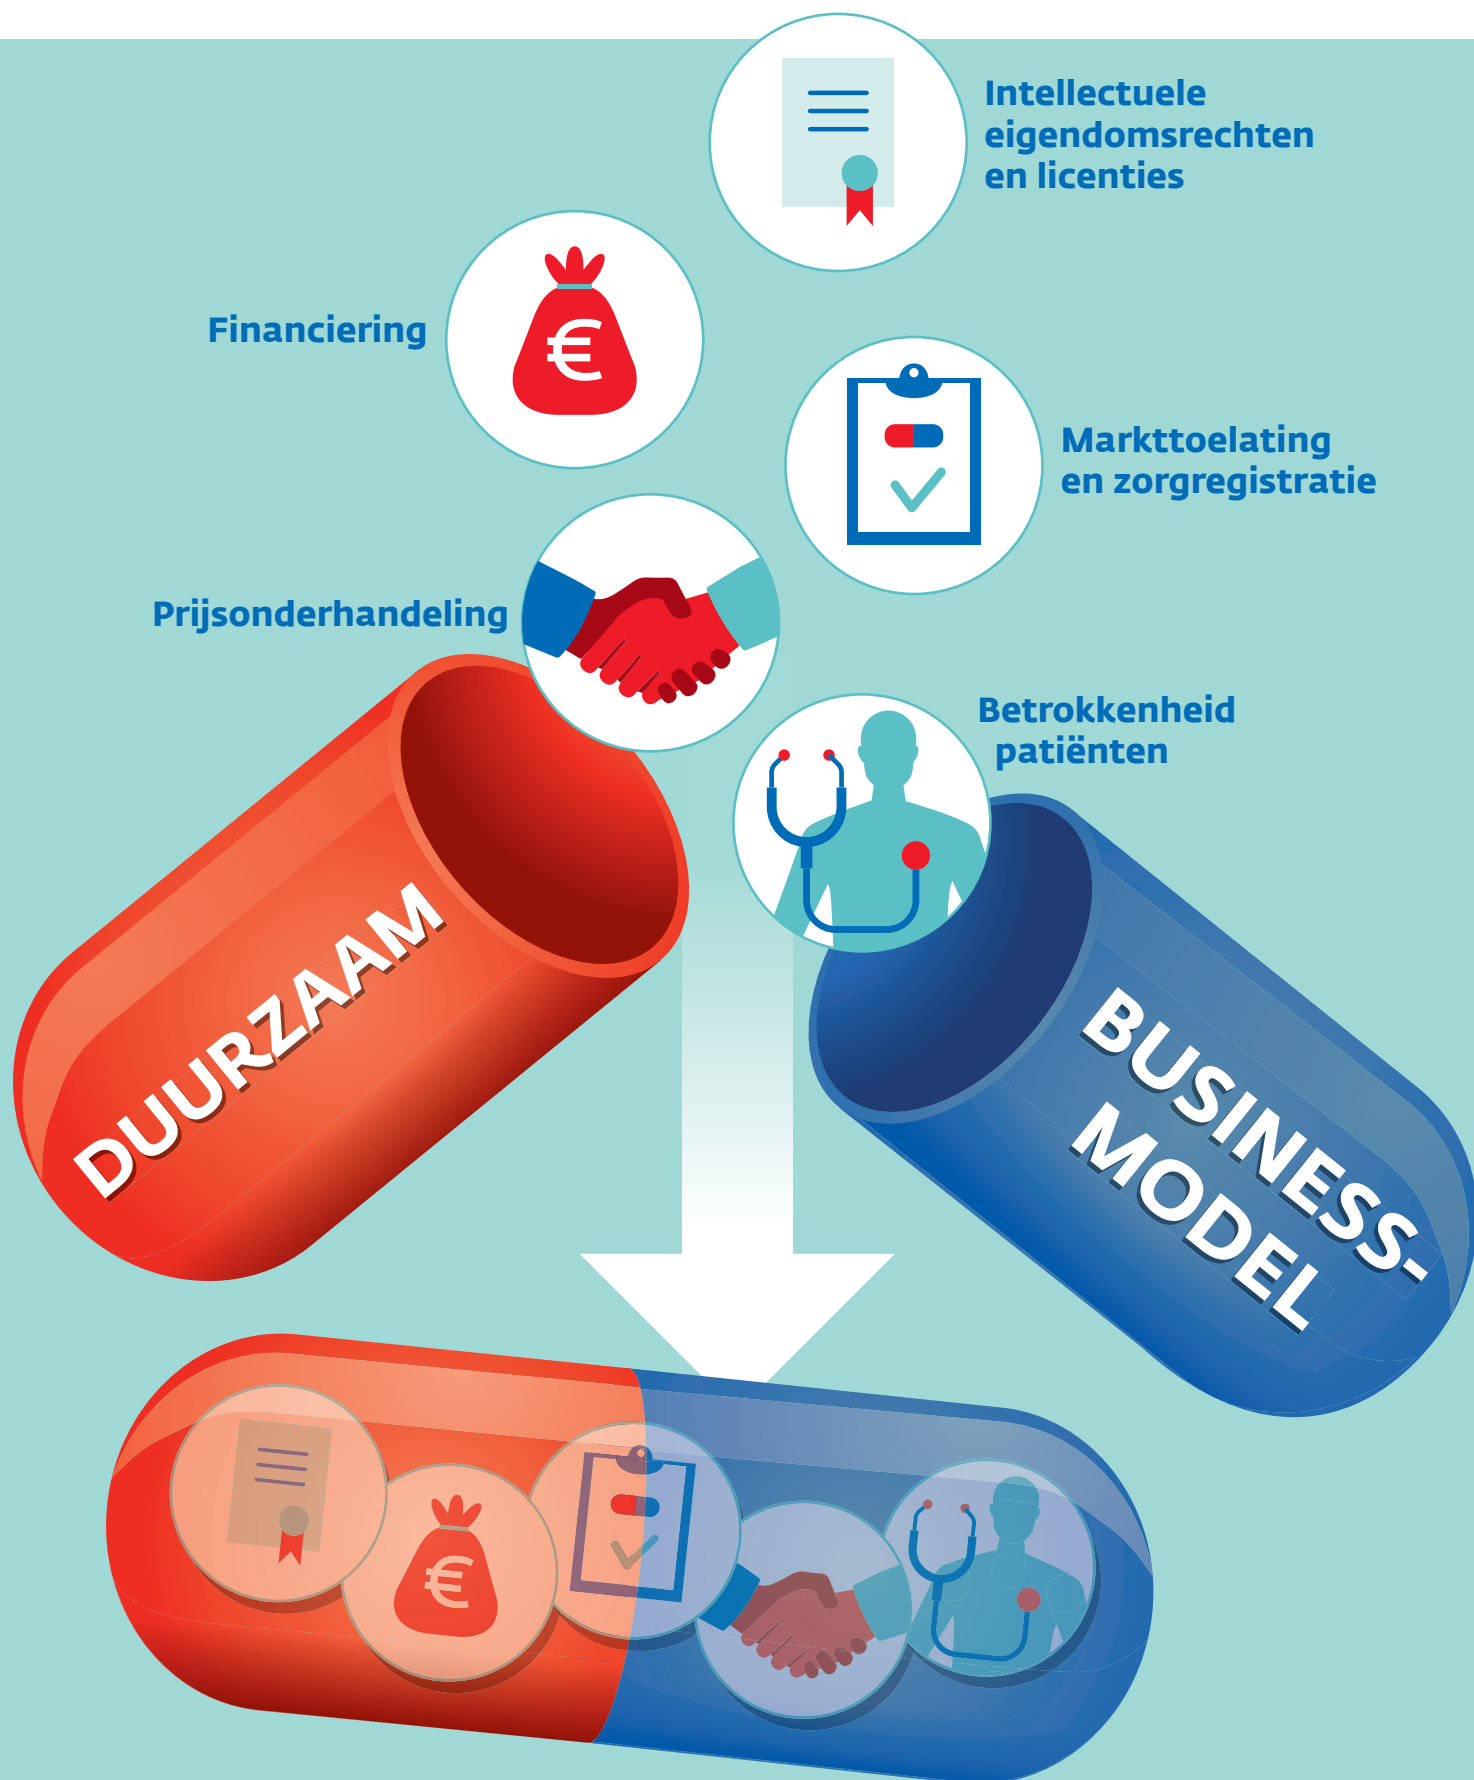 Intellectuele
eigendomsrechten
en licenties
Financiering
€
Markttoelating
en zorgregistratie
Prijsonderhandeling
Betrokkenheid
patiënten
DUURZAAM
BUSINESS-
MODEL
€